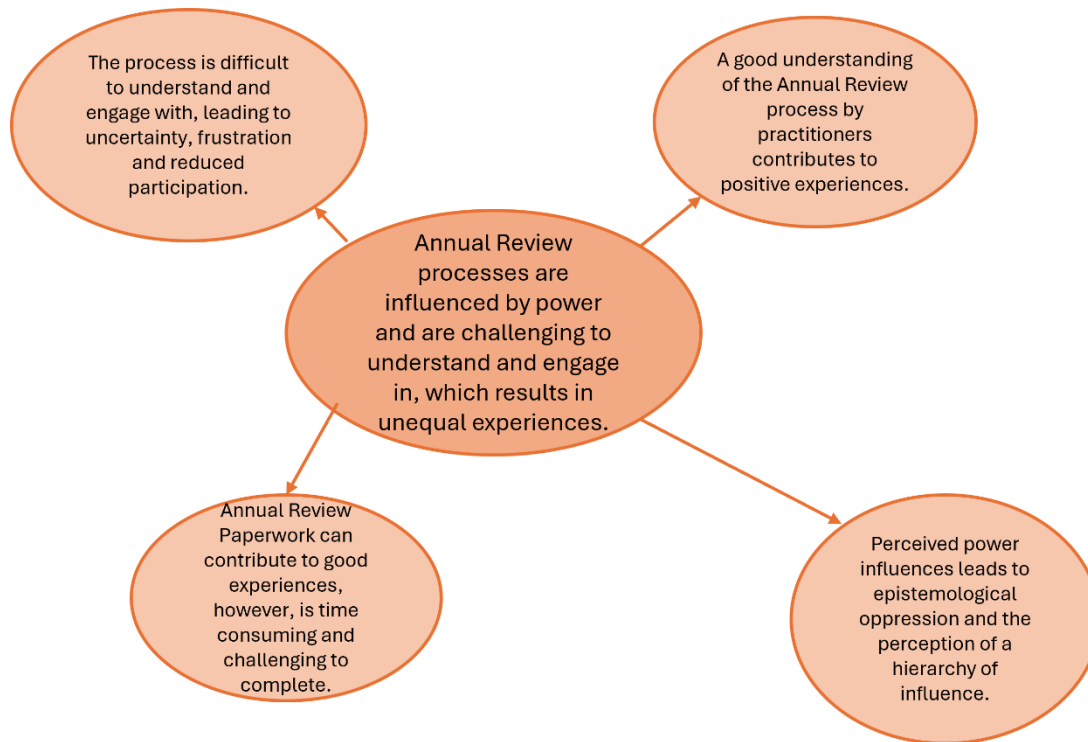 The process is difficult
to understand and
engage with, leading to
uncertainty, frustration
and reduced
participation.
A good understanding
of the Annual Review
process by
practitioners
contributes to
positive experiences.
Annual Review
processes are
influenced by power
and are challenging to
understand and engage
in, which results in
unequal experiences.
Annual Review
Paperwork can
contribute to good
experiences,
however, is time
consuming and
challenging to
complete.
Perceived power
influences leads to
epistemological
oppression and the
perception of a
hierarchy of
influence.